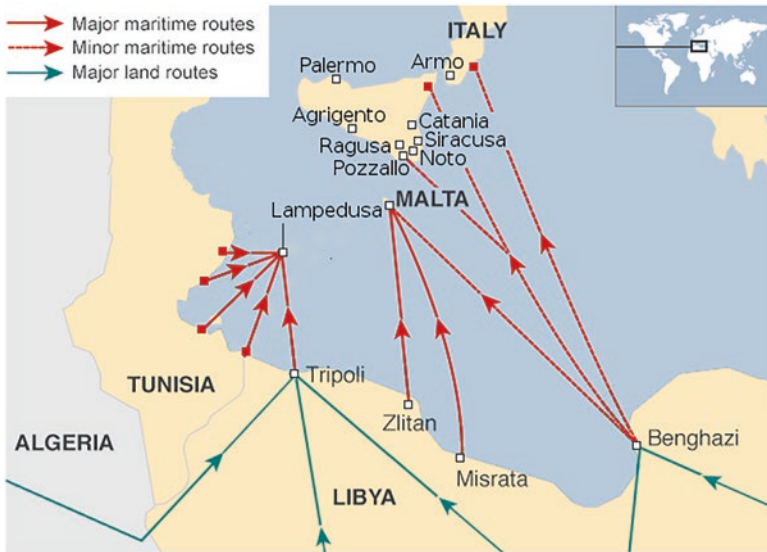 Major maritime routes
Minor maritime routes
Major land routes
ITALY
Palermo
Armo
Agrigento
Catania
Ragusa
Siracusa
Pozzallo
Noto
MALTA
Lampedusa
TUNISIA
Tripoli
Zlitan
Benghazi
ALGERIA
Misrata
LIBYA